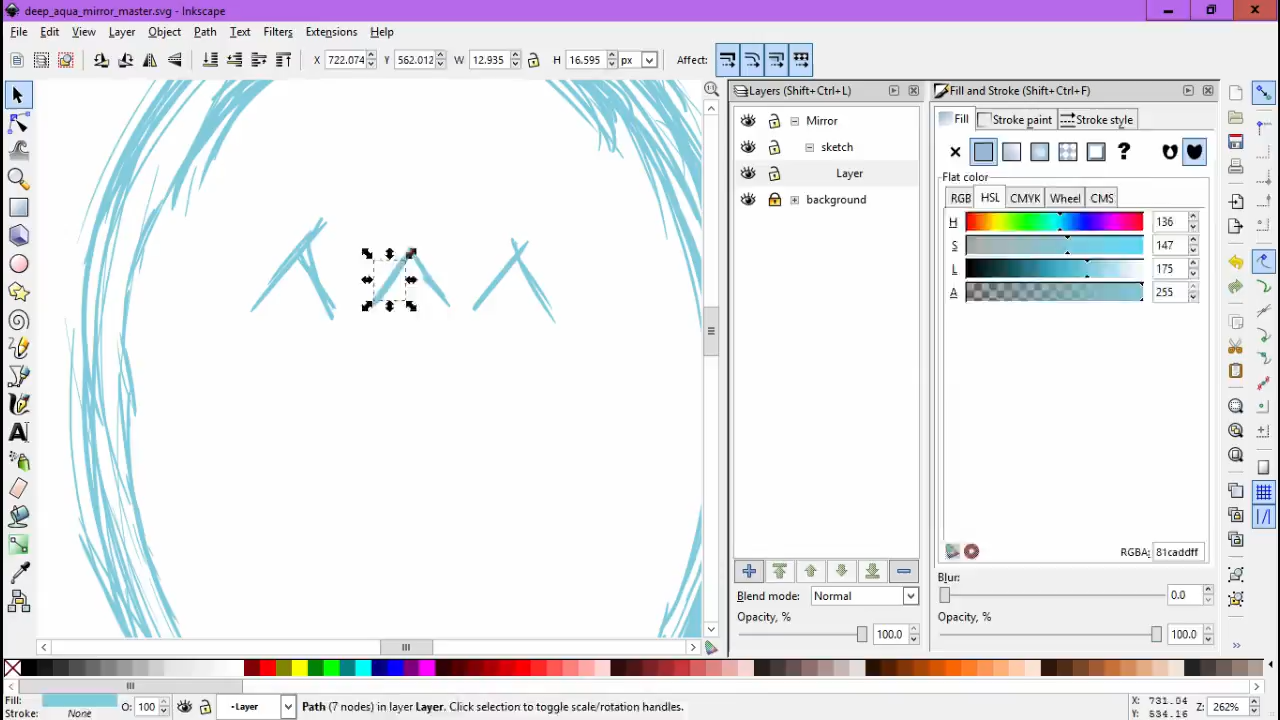 deep_aqua_mirror_master.svg - Inkscape
File Edit View Layer Object Path Filters Extensions Help Text
X 722.074 Y 562.012 W 12.935 H 16.595 px Affect:
Layers (Shift+Ctrl+L)
Fill and Stroke (Shift+Ctrl+F)
Mirror
sketch
Layer
background
Fill Stroke paint Stroke style
?
Flat color
RGB HSL CMYK Wheel CMS
H 136
S 147
L 175
A 255
RGBA: 81caddff
Blur:
0.0
Blend mode: Normal
Opacity, %
100.0
Opacity, %
100.0
Fill:
Stroke: None
O: 100
-Layer
Path (7 nodes) in layer Layer. Click selection to toggle scale/rotation handles.
X: 731.04
Y: 534.16
Z: 262%